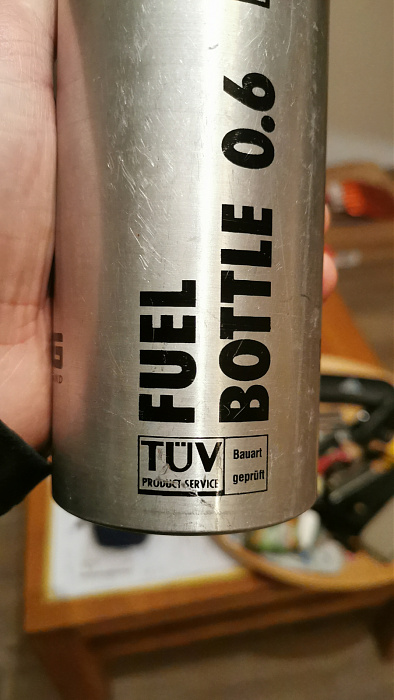 FUEL
BOTTLE 0.6
TÜV
PRODUCT SERVICE
Bauart
geprüft